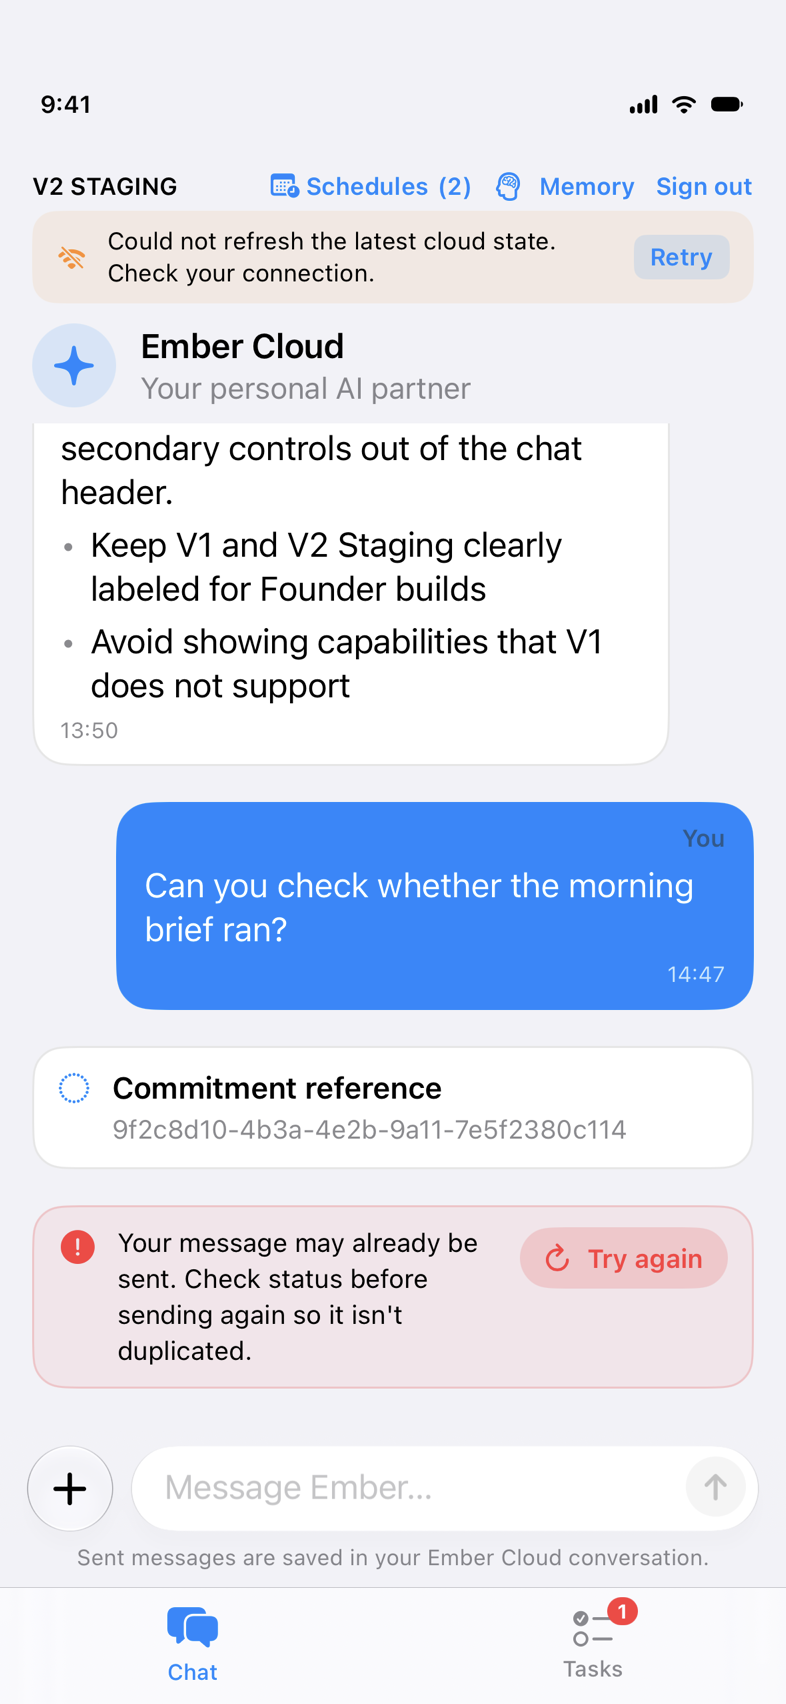 9:41
V2 STAGING
Schedules (2)
Memory
Sign out
Could not refresh the latest cloud state.
Check your connection.
Retry
Ember Cloud
Your personal AI partner
secondary controls out of the chat
header.
• Keep V1 and V2 Staging clearly
labeled for Founder builds
• Avoid showing capabilities that V1
does not support
13:50
You
Can you check whether the morning
brief ran?
14:47
Commitment reference
9f2c8d10-4b3a-4e2b-9a11-7e5f2380c114
Your message may already be
sent. Check status before
sending again so it isn't
duplicated.
Try again
Message Ember...
Sent messages are saved in your Ember Cloud conversation.
Chat
1
Tasks